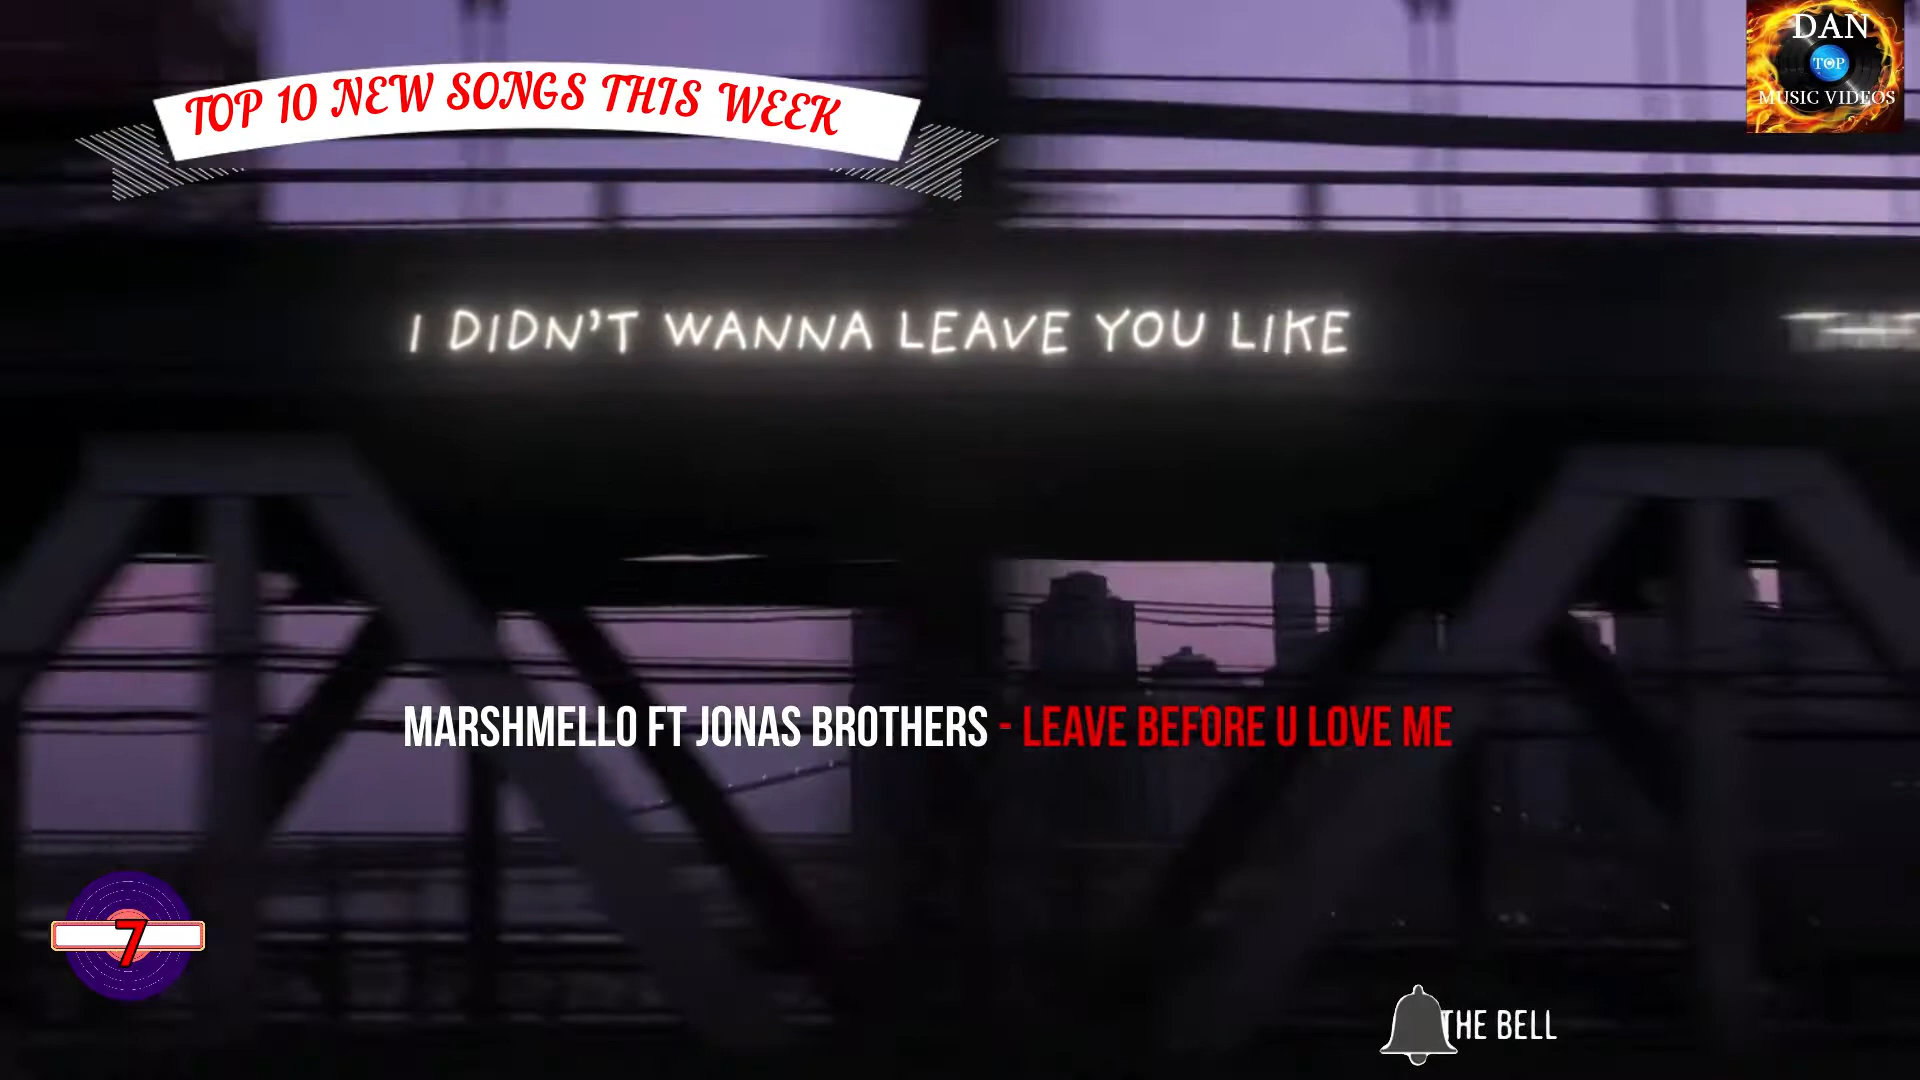 DAN
TOP
MUSIC VIDEOS
TOP 10 NEW SONGS THIS WEEK
I DIDN'T WANNA LEAVE YOU LIKE
MARSHMELLO FT JONAS BROTHERS - LEAVE BEFORE U LOVE ME
7
THE BELL